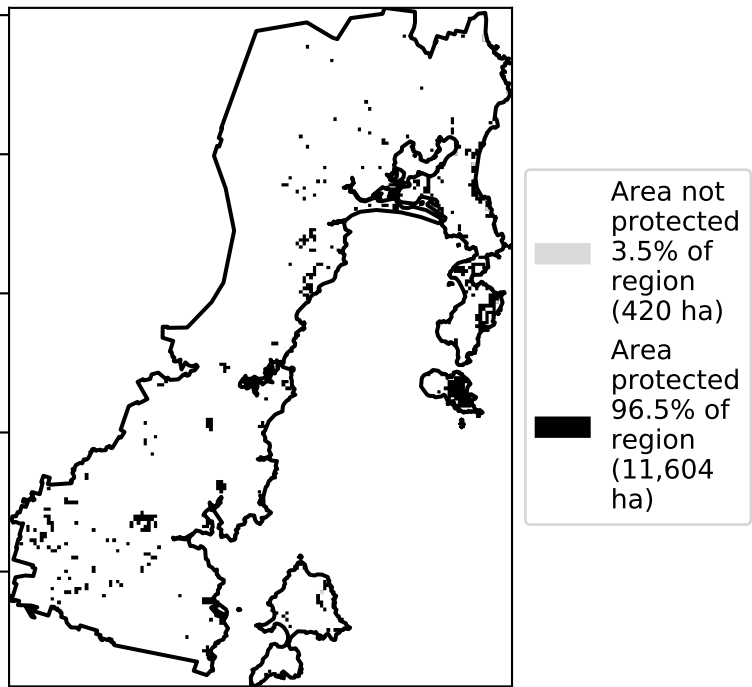 Area not
protected
3.5% of
region
(420 ha)
Area
protected
96.5% of
region
(11,604
ha)